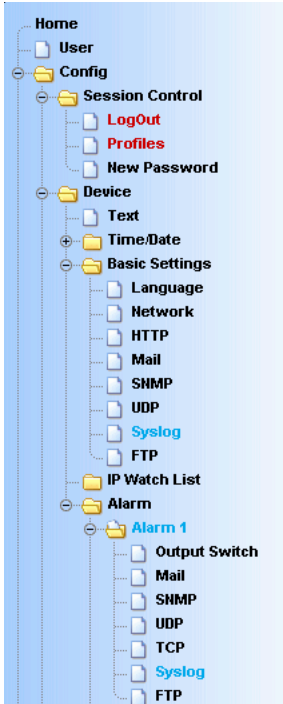 Home
User
Config
Session Control
LogOut
Profiles
New Password
Device
Text
Time/Date
Basic Settings
Language
Network
HTTP
Mail
SNMP
UDP
Syslog
FTP
IP Watch List
Alarm
Alarm 1
Output Switch
Mail
SNMP
UDP
TCP
Syslog
FTP